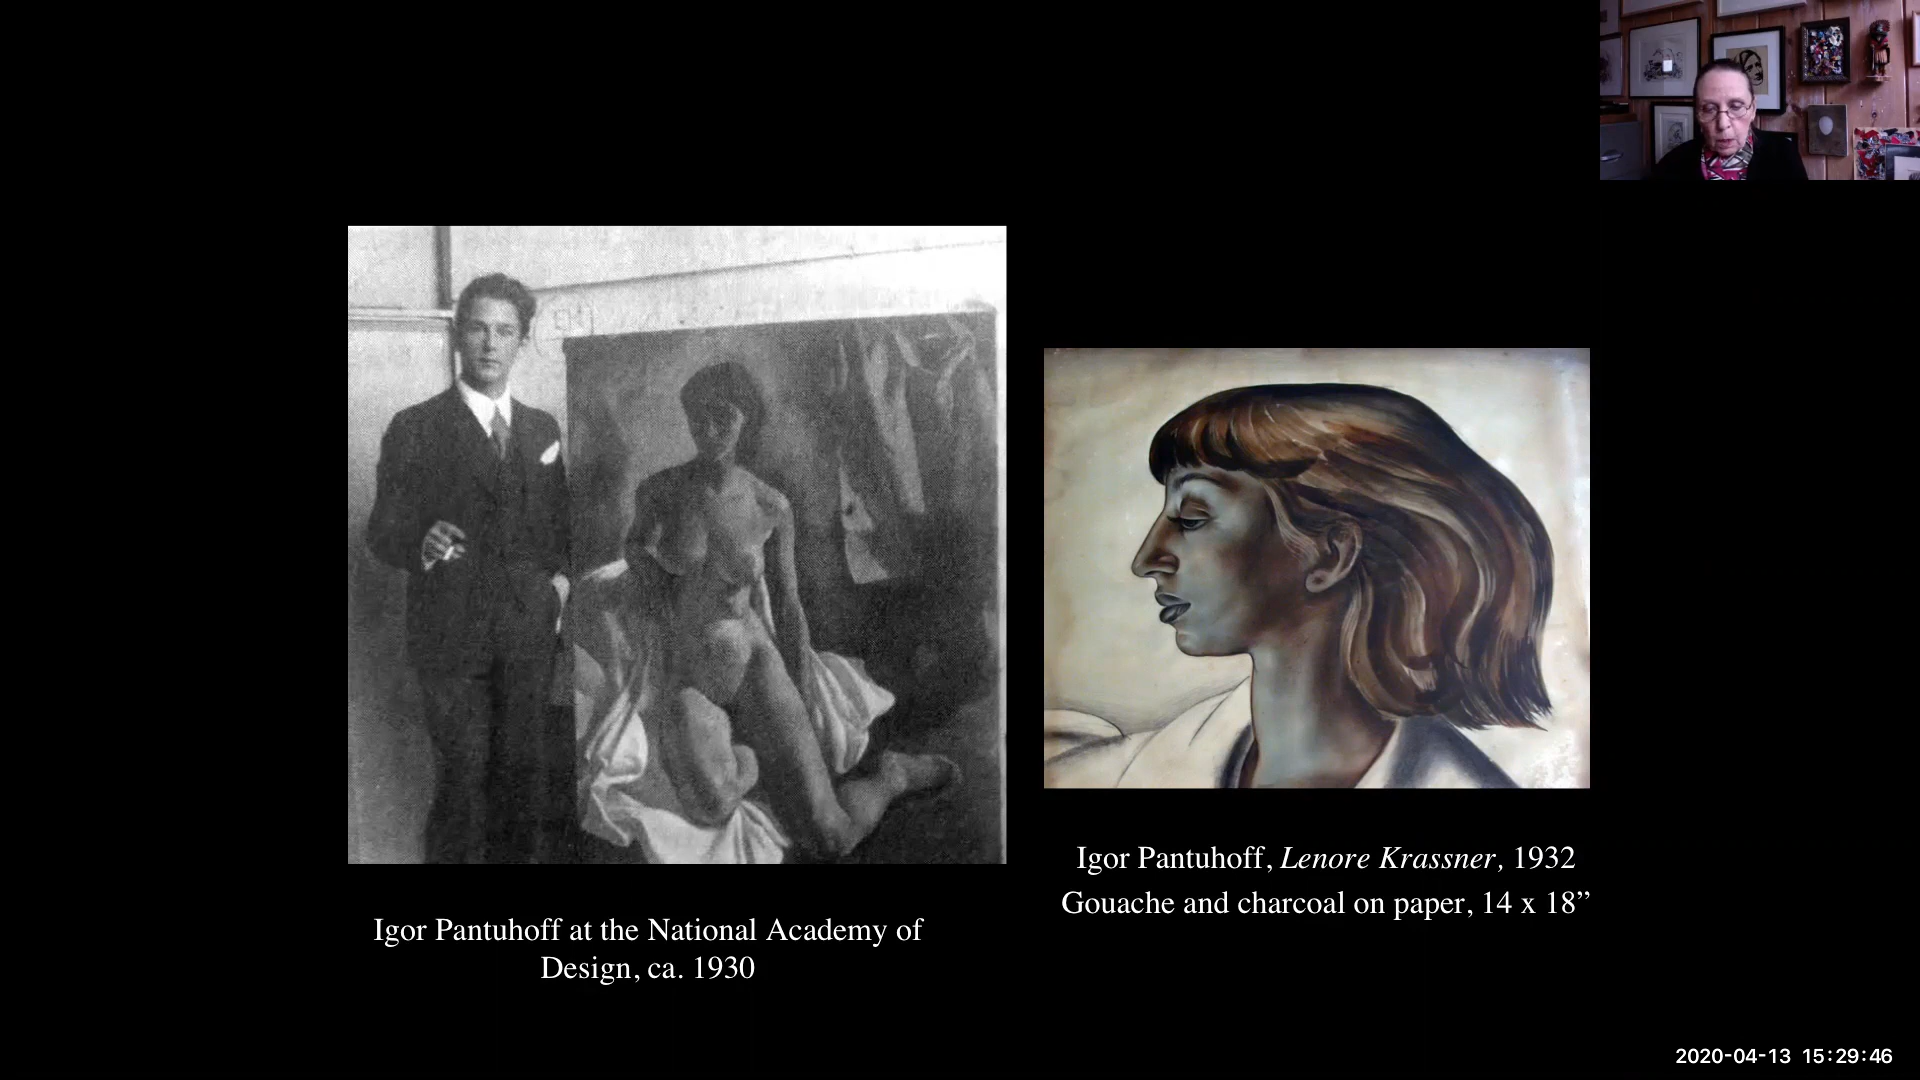 Igor Pantuhoff, Lenore Krassner, 1932
Gouache and charcoal on paper, 14 x 18”
Igor Pantuhoff at the National Academy of
Design, ca. 1930
2020-04-13 15:29:46